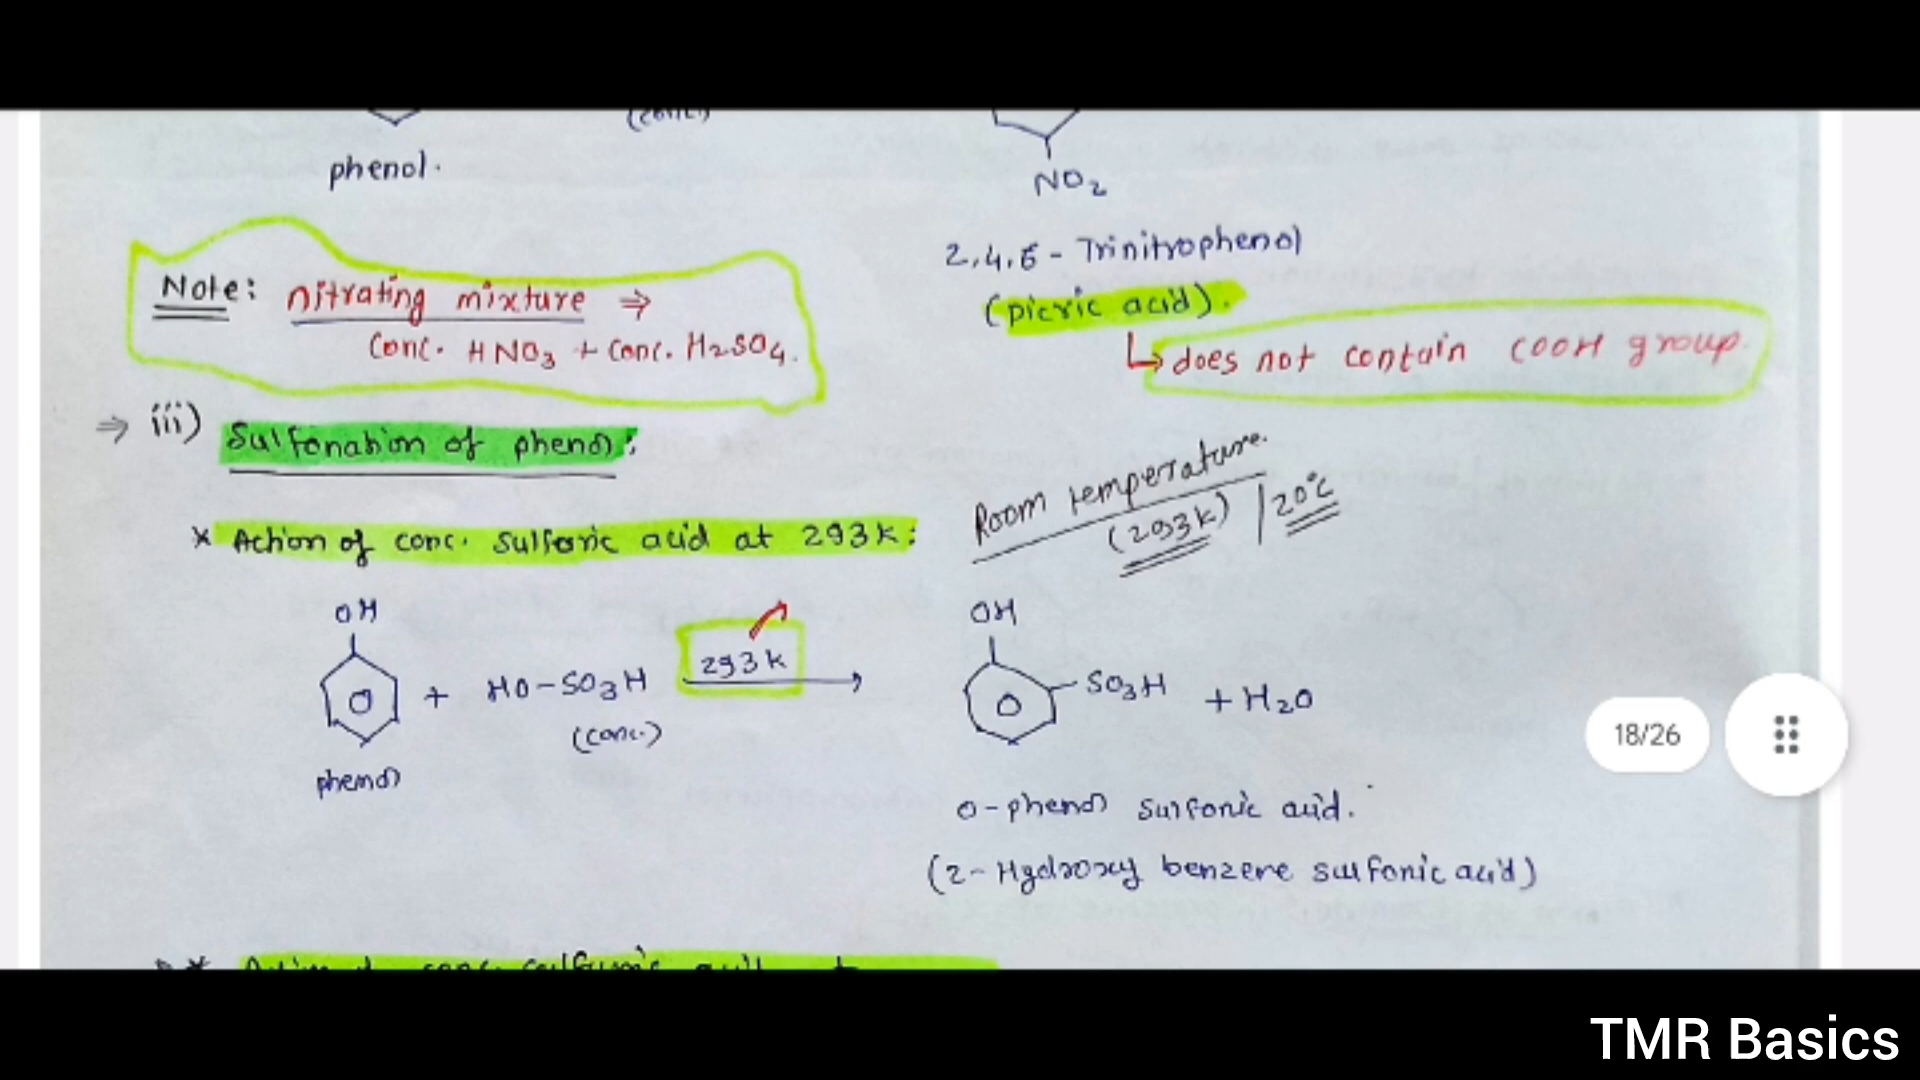 (conc.)
phenol.
NO2
2,4,6 - Trinitrophenol
(picric acid).
Note: nitrating mixture ⇒
conc. HNO3 + conc. H2SO4.
↳ does not contain COOH group.
⇒ iii) Sulfonation of phenol:
Room temperature.
(293K) / 20°C
* Action of conc. sulfuric acid at 293K:
OH
OH
+ HO-SO3H
293K
SO3H + H2O
(conc.)
phenol
18/26
o-phenol sulfonic acid.
(2-Hydroxy benzene sulfonic acid)
TMR Basics